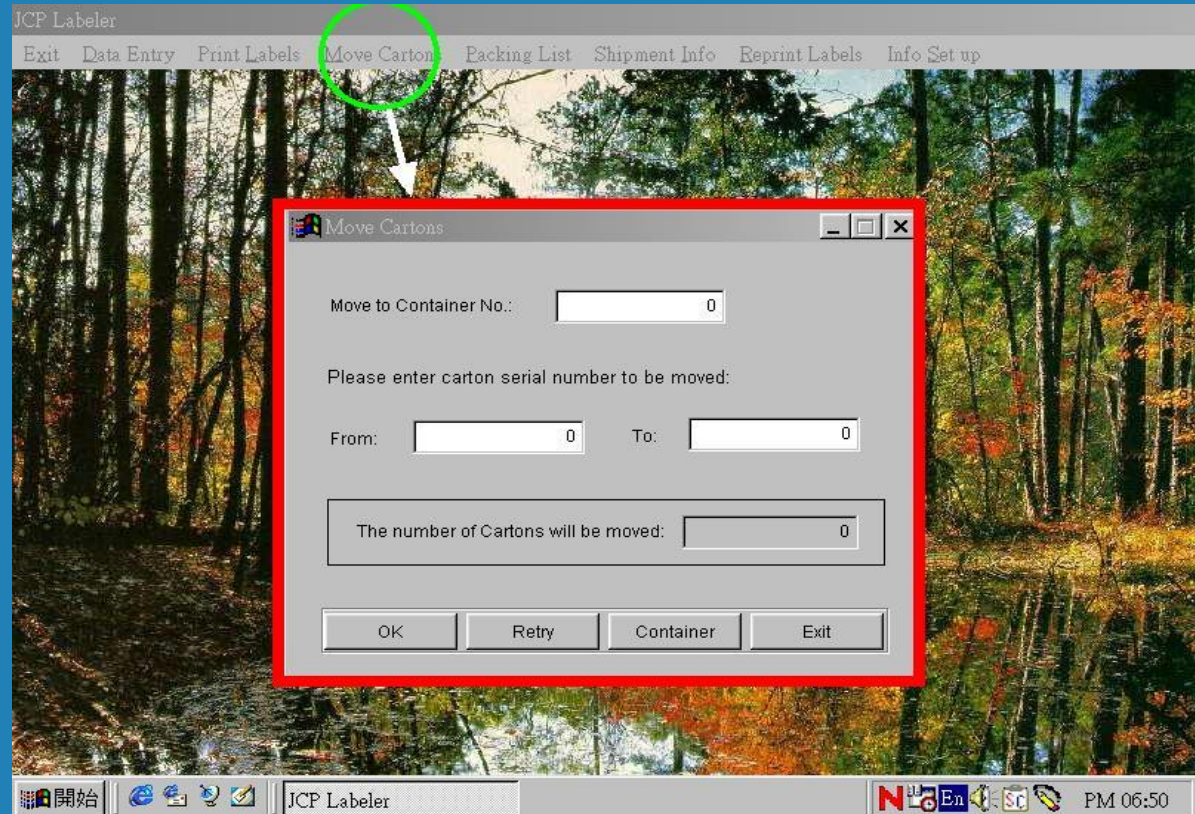 JCP Labeler
Exit Data Entry Print Labels Move Cartons Packing List Shipment Info Reprint Labels Info Set up
Move Cartons
Move to Container No.: 0
Please enter carton serial number to be moved:
From: 0 To: 0
The number of Cartons will be moved: 0
OK Retry Container Exit
開始 JCP Labeler N En PM 06:50